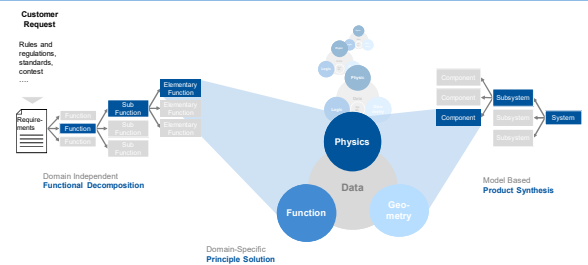 Customer
Request
Rules and
regulations,
standards,
contest
.....
Require-
ments
Function
Function
Function
Sub
Function
Sub
Function
Sub
Function
Elementary
Function
Elementary
Function
Elementary
Function
Domain Independent
Functional Decomposition
Physics
Data
Function
Geo-
metry
Domain-Specific
Principle Solution
Component
Component
Component
Subsystem
Subsystem
Subsystem
System
Model Based
Product Synthesis